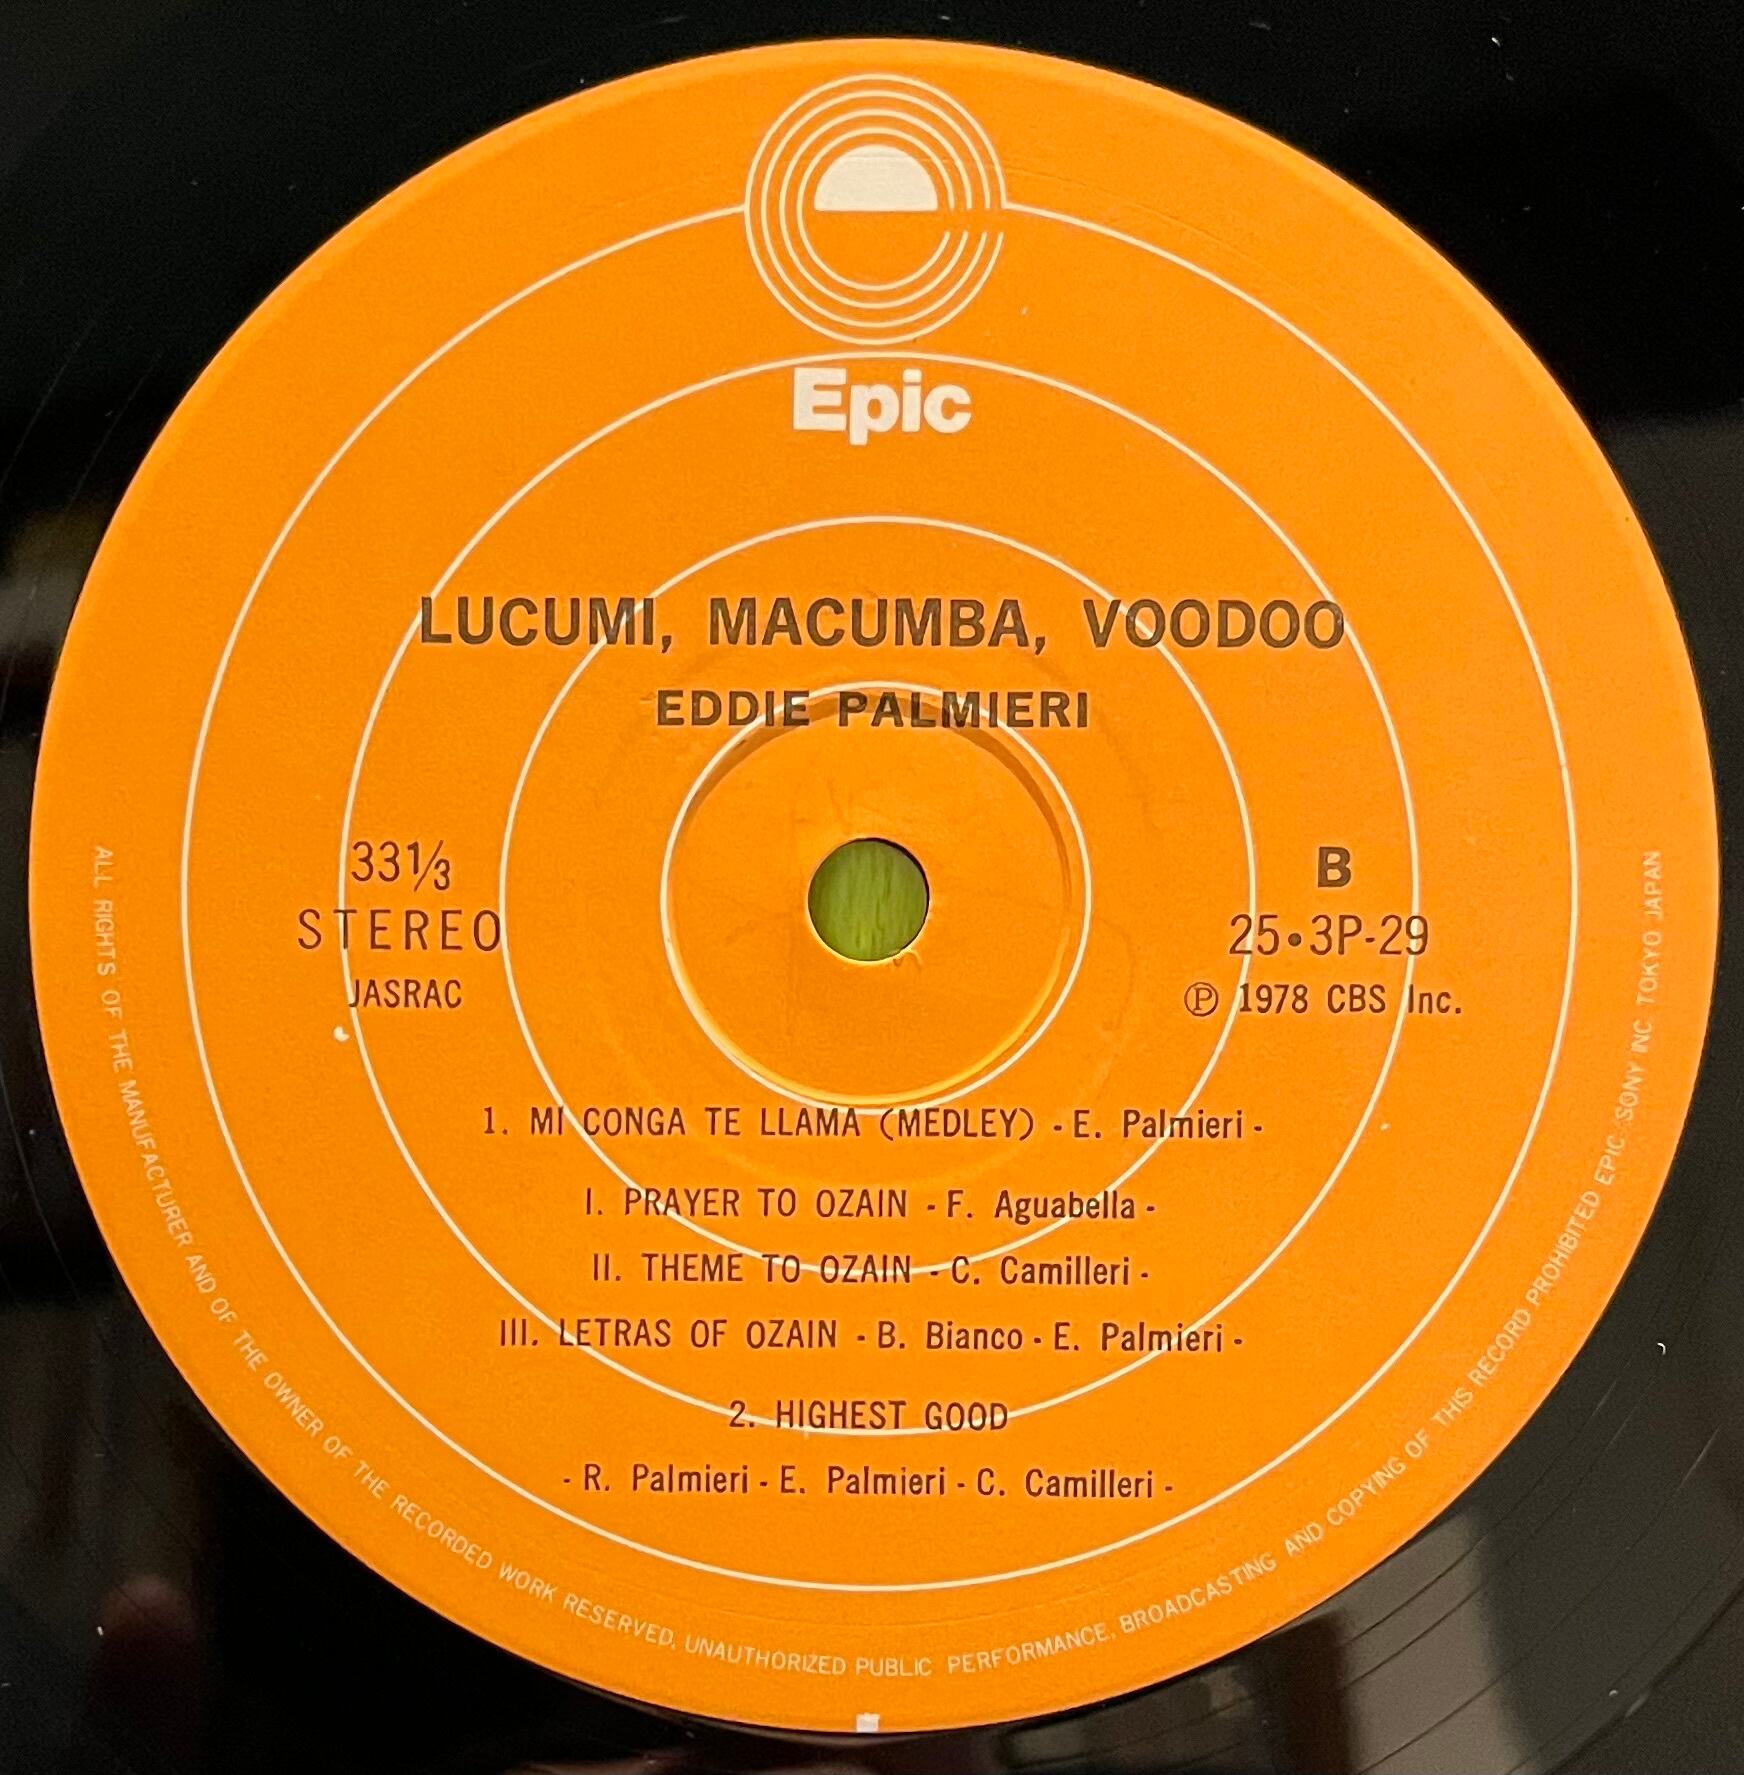 Epic
LUCUMI, MACUMBA, VOODOO
EDDIE PALMIERI
33⅓
STEREO
JASRAC
B
25•3P-29
Ⓟ 1978 CBS Inc.
1. MI CONGA TE LLAMA (MEDLEY) - E. Palmieri -
I. PRAYER TO OZAIN - F. Aguabella -
II. THEME TO OZAIN - C. Camilleri -
III. LETRAS OF OZAIN - B. Bianco - E. Palmieri -
2. HIGHEST GOOD
- R. Palmieri - E. Palmieri - C. Camilleri -
ALL RIGHTS OF THE MANUFACTURER AND OF THE OWNER OF THE RECORDED WORK RESERVED. UNAUTHORIZED PUBLIC PERFORMANCE, BROADCASTING AND COPYING OF THIS RECORD PROHIBITED EPIC SONY INC. TOKYO JAPAN